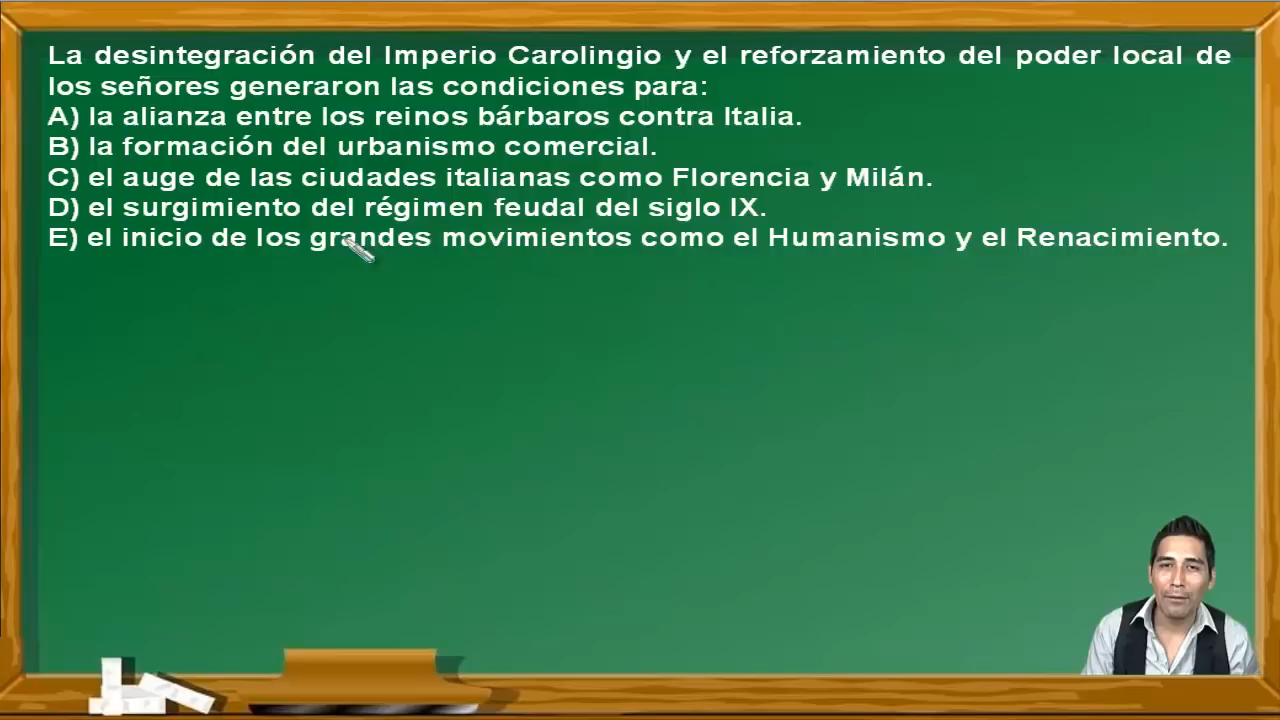 La desintegración del Imperio Carolingio y el reforzamiento del poder local de
los señores generaron las condiciones para:
A) la alianza entre los reinos bárbaros contra Italia.
B) la formación del urbanismo comercial.
C) el auge de las ciudades italianas como Florencia y Milán.
D) el surgimiento del régimen feudal del siglo IX.
E) el inicio de los grandes movimientos como el Humanismo y el Renacimiento.